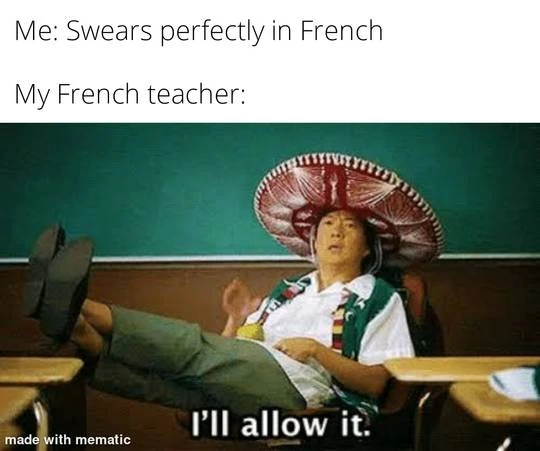 Me: Swears perfectly in French
My French teacher:
I'll allow it.
made with mematic